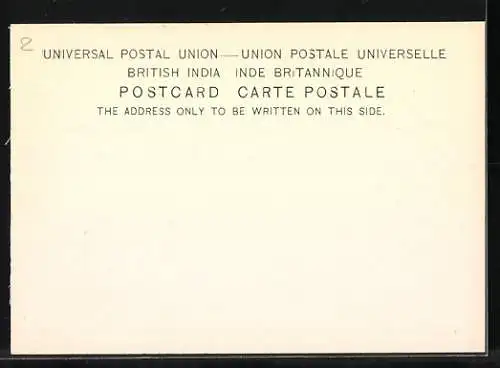 2
UNIVERSAL POSTAL UNION—UNION POSTALE UNIVERSELLE
BRITISH INDIA INDE BRITANNIQUE
POSTCARD CARTE POSTALE
THE ADDRESS ONLY TO BE WRITTEN ON THIS SIDE.